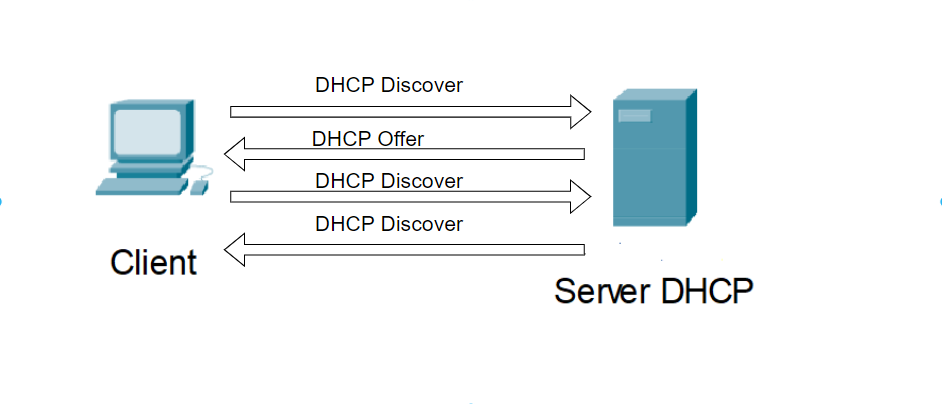 DHCP Discover
DHCP Offer
DHCP Discover
DHCP Discover
Client
Server DHCP